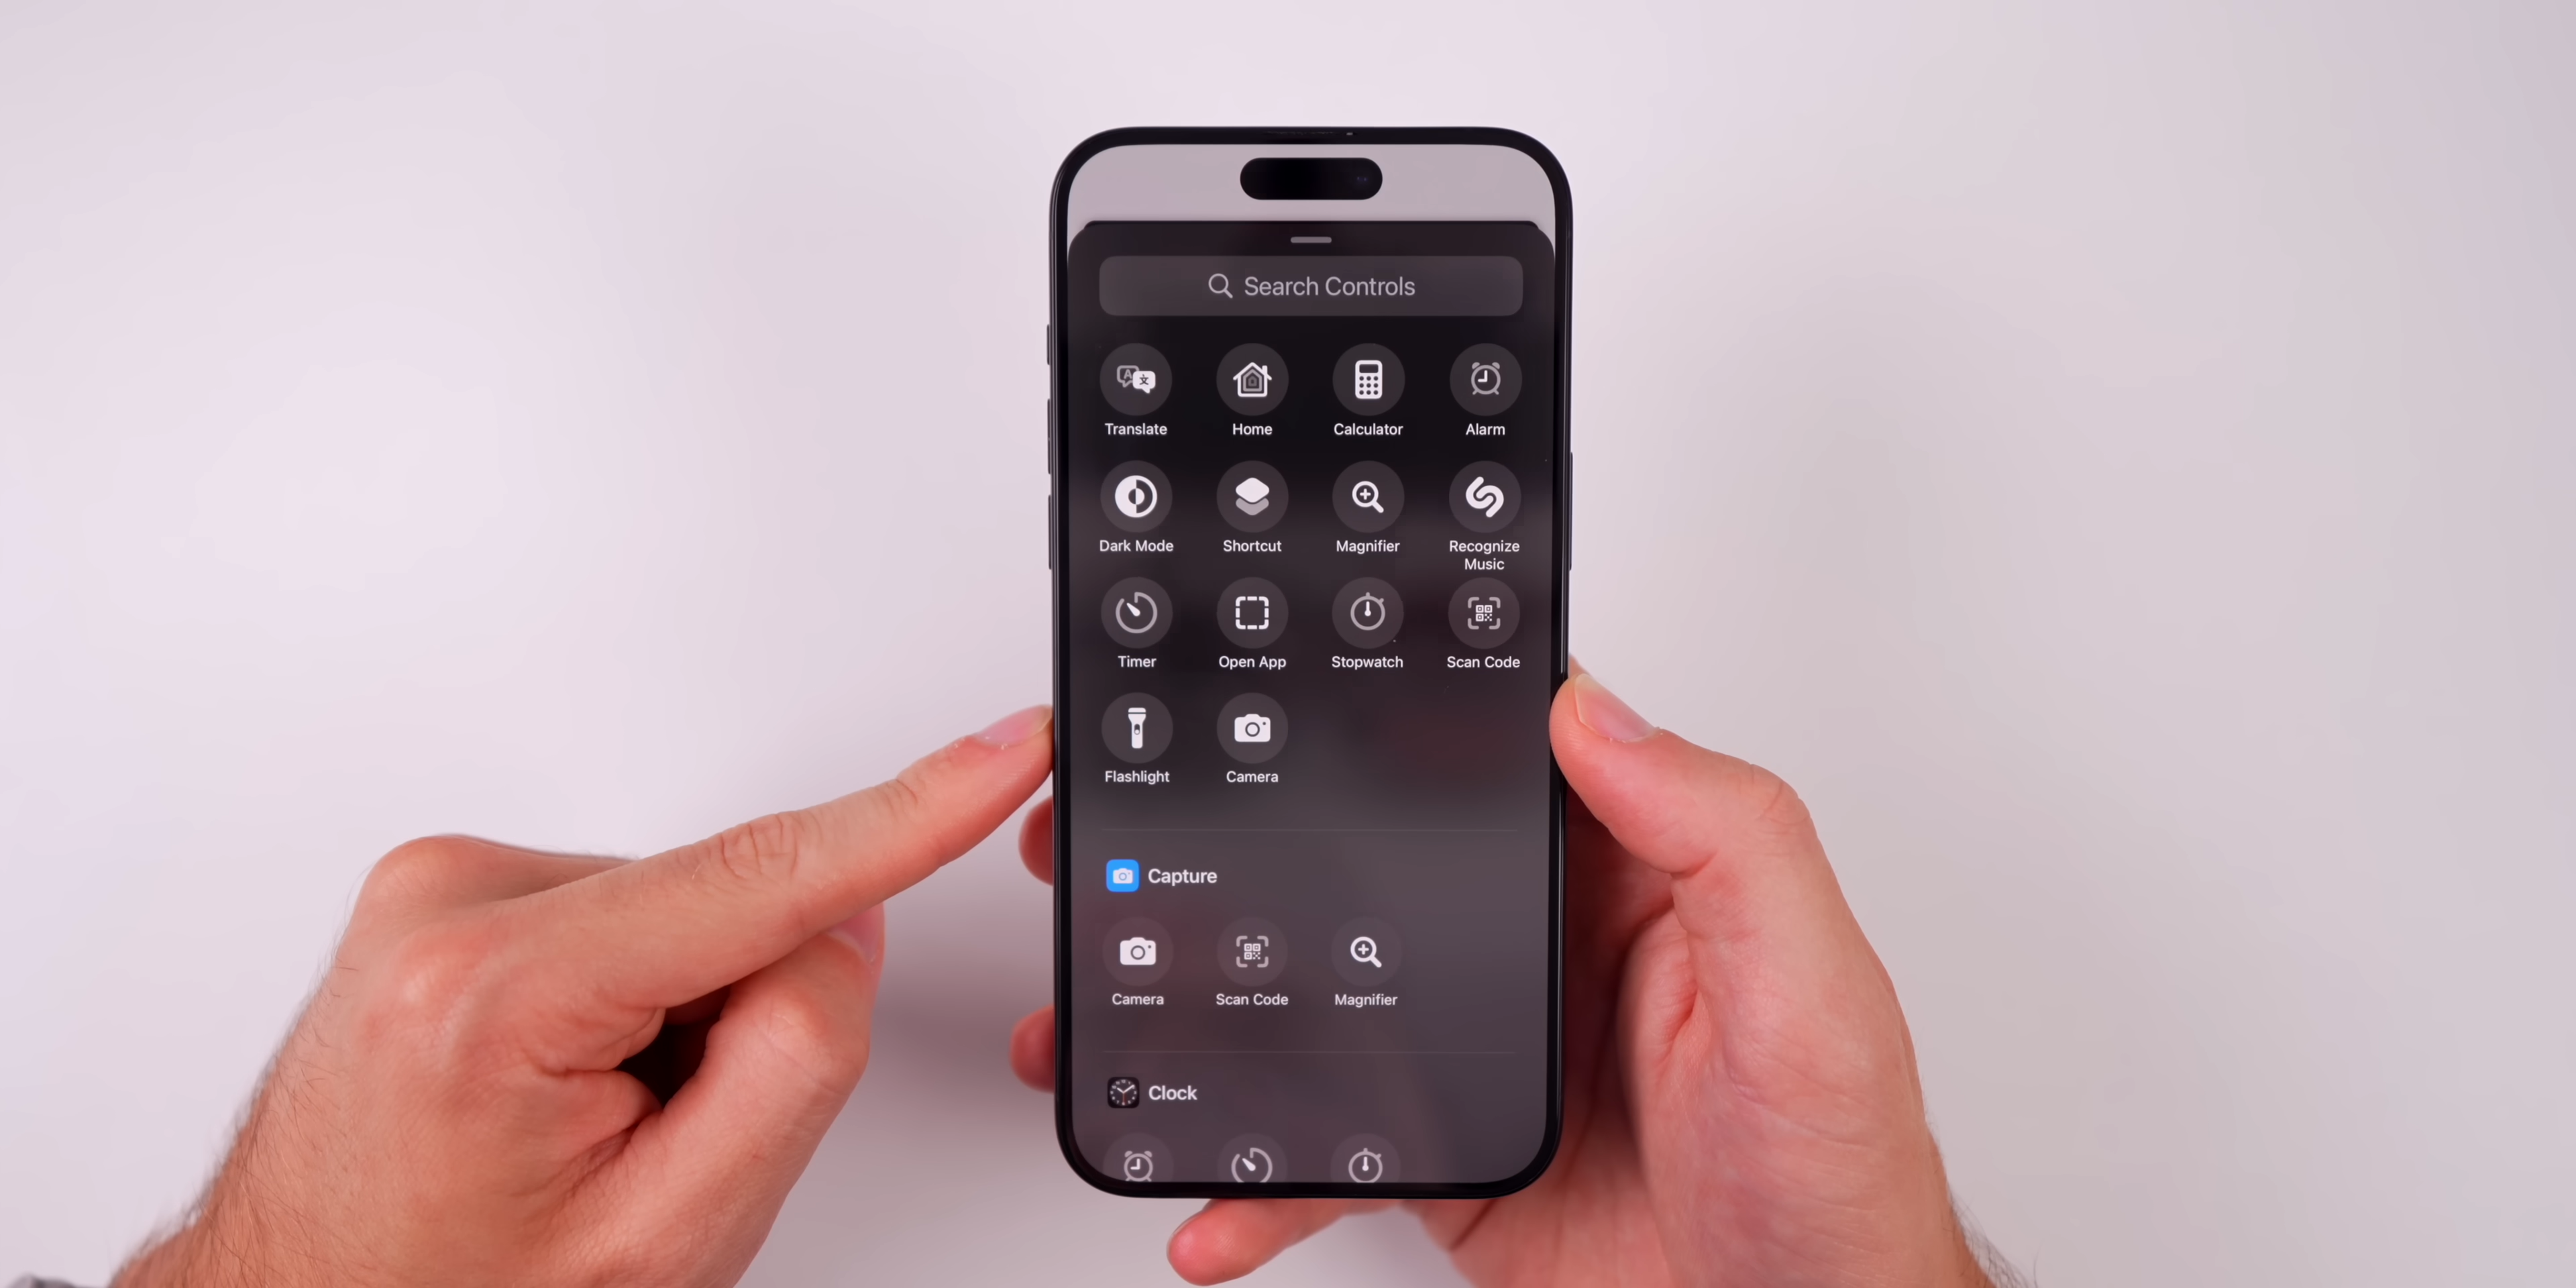 Search Controls
Translate Home Calculator Alarm
Dark Mode Shortcut Magnifier Recognize Music
Timer Open App Stopwatch Scan Code
Flashlight Camera
Capture
Camera Scan Code Magnifier
Clock